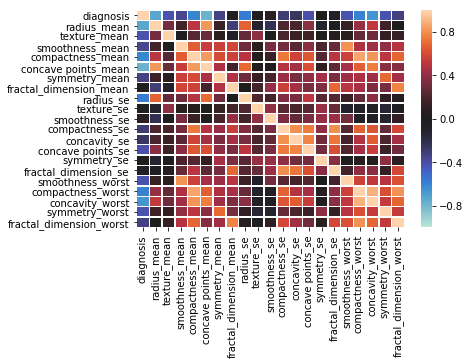 diagnosis
radius_mean
texture_mean
smoothness_mean
compactness_mean
concave points_mean
symmetry_mean
fractal_dimension_mean
radius_se
texture_se
smoothness_se
compactness_se
concavity_se
concave points_se
symmetry_se
fractal_dimension_se
smoothness_worst
compactness_worst
concavity_worst
symmetry_worst
fractal_dimension_worst
diagnosis
radius_mean
texture_mean
smoothness_mean
compactness_mean
concave points_mean
symmetry_mean
fractal_dimension_mean
radius_se
texture_se
smoothness_se
compactness_se
concavity_se
concave points_se
symmetry_se
fractal_dimension_se
smoothness_worst
compactness_worst
concavity_worst
symmetry_worst
fractal_dimension_worst
0.8
0.4
0.0
−0.4
−0.8